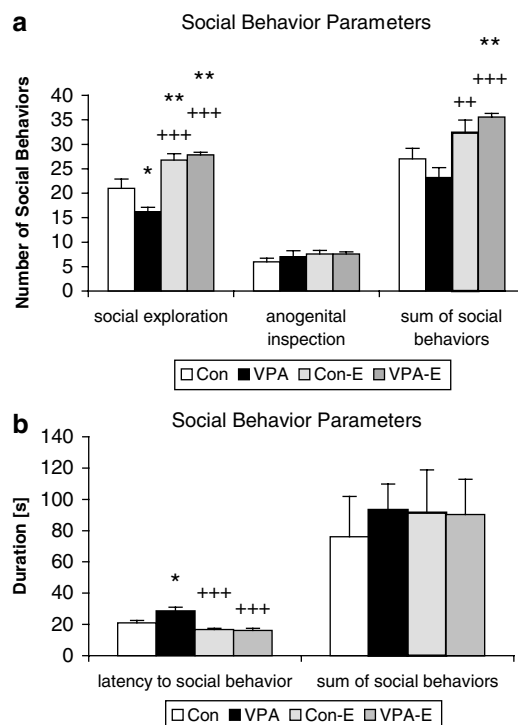 a
Social Behavior Parameters
Number of Social Behaviors
40
35
30
25
20
15
10
5
0
*
**
+++
**
+++
++
**
+++
social exploration
anogenital
inspection
sum of social
behaviors
Con VPA Con-E VPA-E
b
Social Behavior Parameters
Duration [s]
140
120
100
80
60
40
20
0
*
+++
+++
latency to social behavior
sum of social behaviors
Con VPA Con-E VPA-E